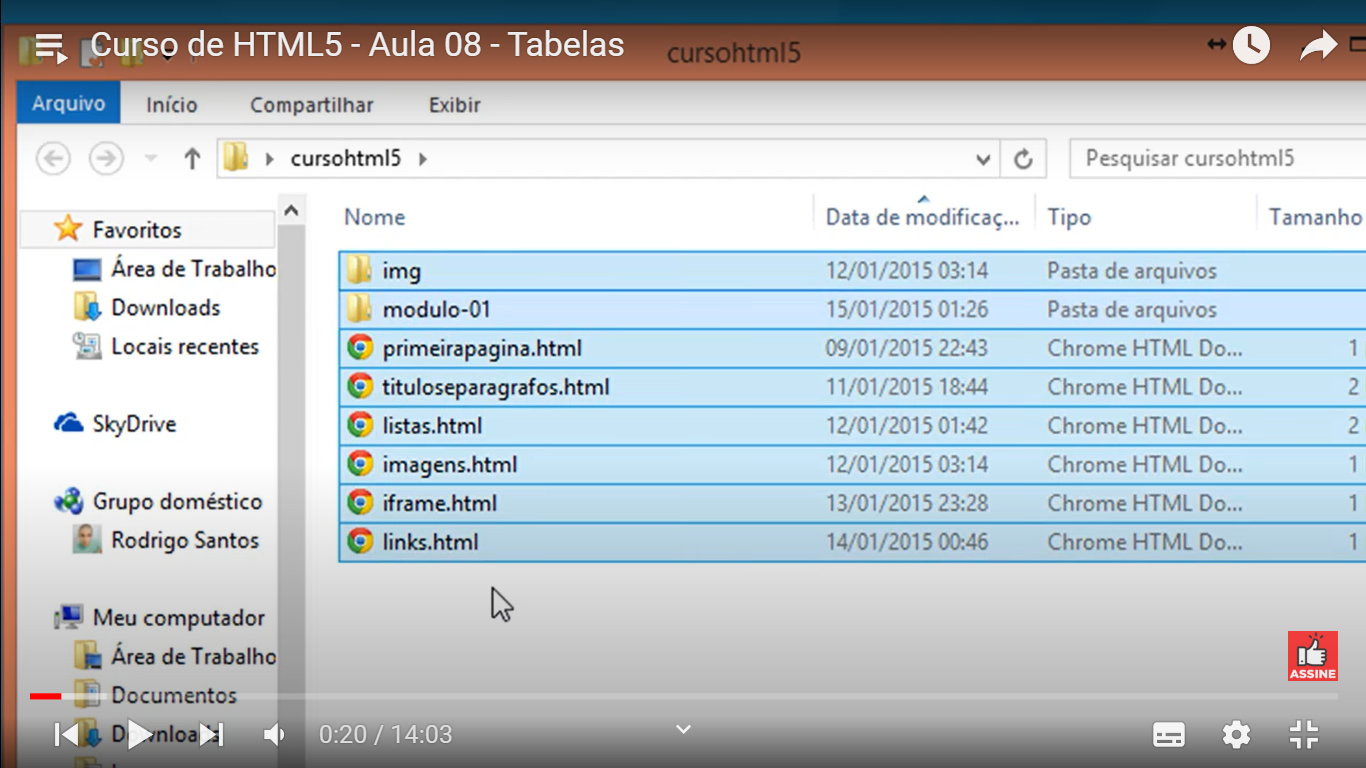 Curso de HTML5 - Aula 08 - Tabelas
cursohtml5
Arquivo Início Compartilhar Exibir
cursohtml5 Pesquisar cursohtml5
Nome Data de modificaç... Tipo Tamanho
Favoritos
Área de Trabalho
Downloads
Locais recentes
SkyDrive
Grupo doméstico
Rodrigo Santos
Meu computador
Área de Trabalho
Documentos
Downloads
img 12/01/2015 03:14 Pasta de arquivos
modulo-01 15/01/2015 01:26 Pasta de arquivos
primeirapagina.html 09/01/2015 22:43 Chrome HTML Do... 1
tituloseparagrafos.html 11/01/2015 18:44 Chrome HTML Do... 2
listas.html 12/01/2015 01:42 Chrome HTML Do... 2
imagens.html 12/01/2015 03:14 Chrome HTML Do... 1
iframe.html 13/01/2015 23:28 Chrome HTML Do... 1
links.html 14/01/2015 00:46 Chrome HTML Do... 1
ASSINE
0:20 / 14:03